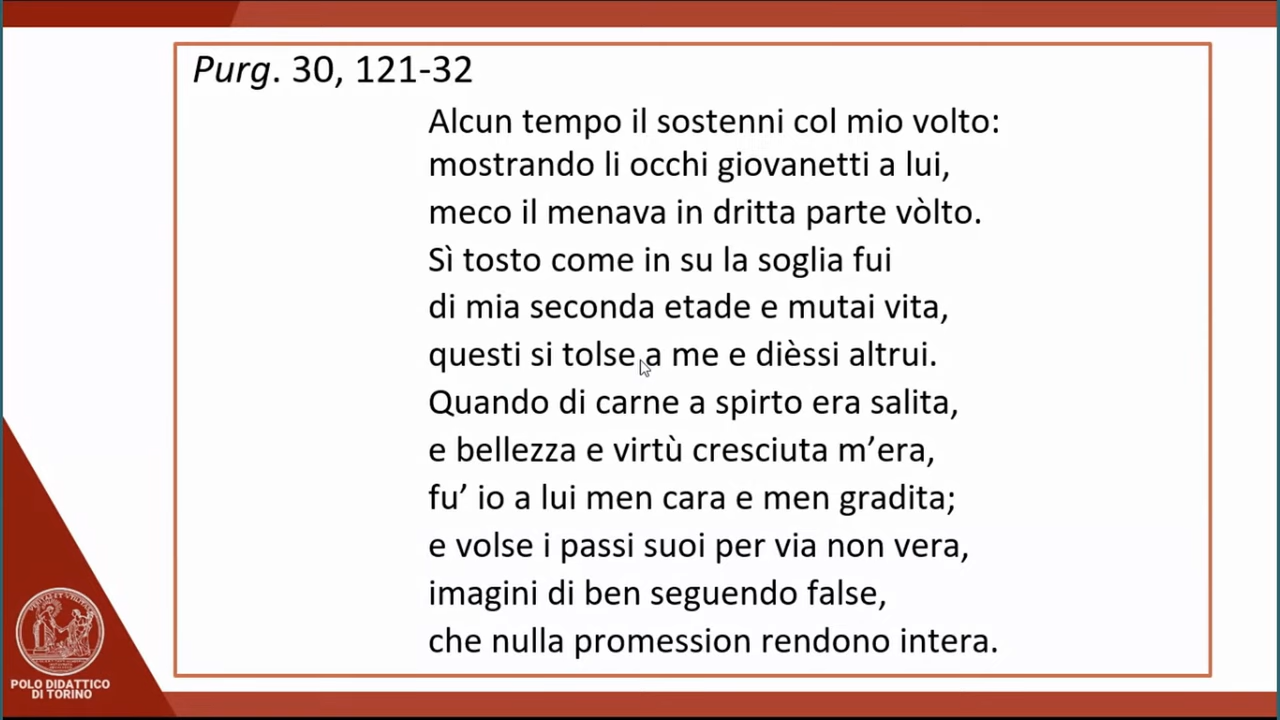 Purg. 30, 121-32
Alcun tempo il sostenni col mio volto:
mostrando li occhi giovanetti a lui,
meco il menava in dritta parte vòlto.
Sì tosto come in su la soglia fui
di mia seconda etade e mutai vita,
questi si tolse a me e dièssi altrui.
Quando di carne a spirto era salita,
e bellezza e virtù cresciuta m’era,
fu’ io a lui men cara e men gradita;
e volse i passi suoi per via non vera,
imagini di ben seguendo false,
che nulla promession rendono intera.
POLO DIDATTICO
DI TORINO